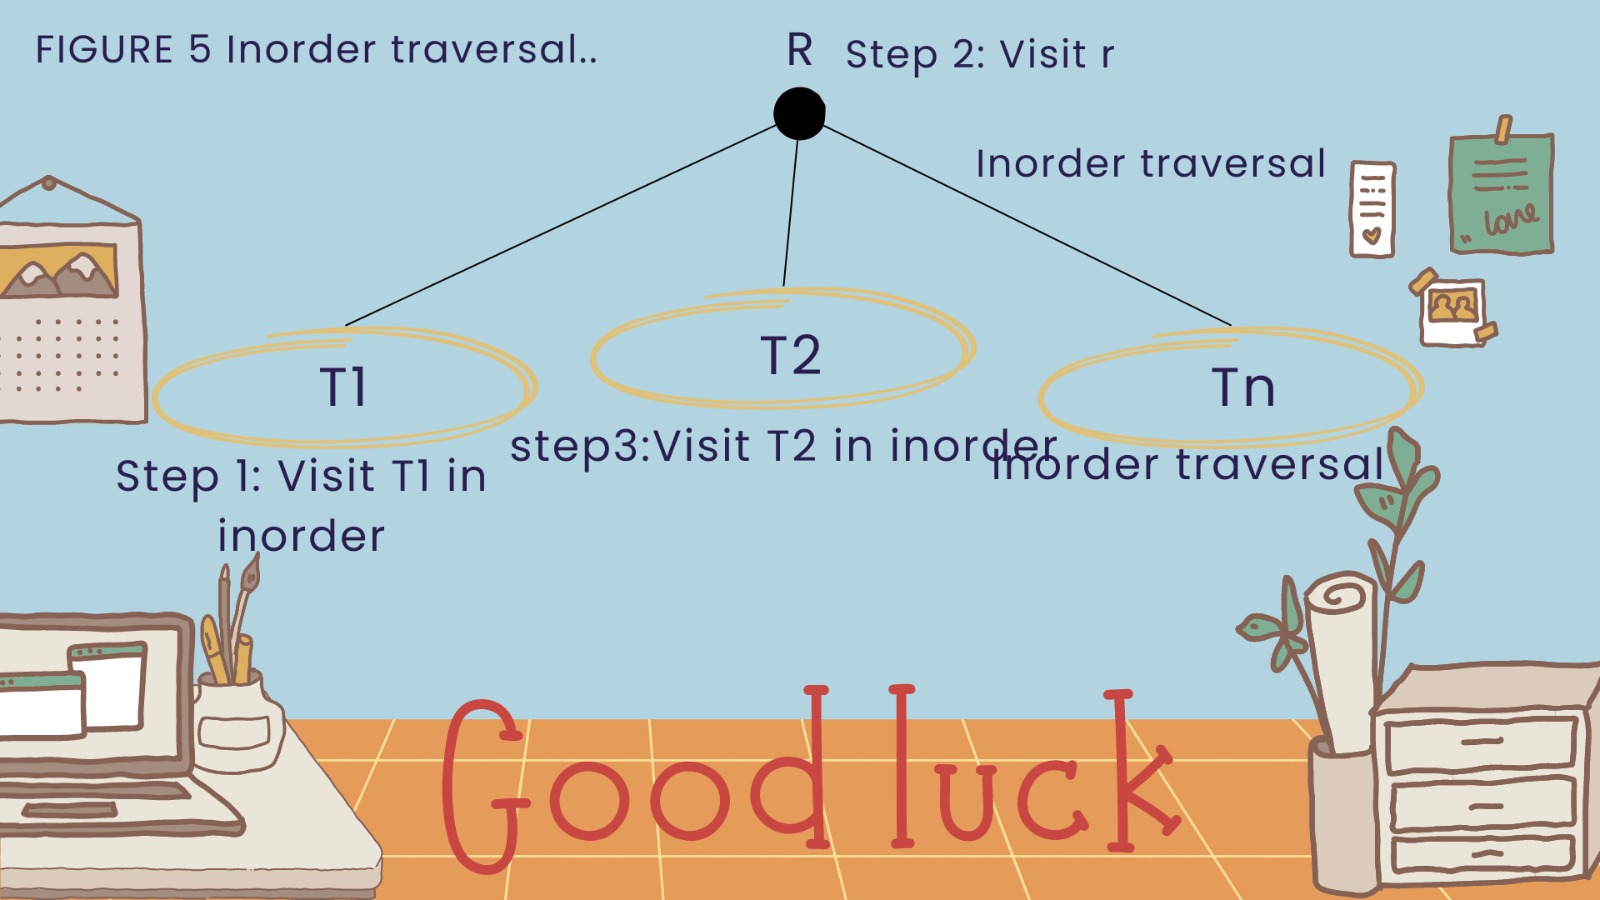 FIGURE 5 Inorder traversal..
R
Step 2: Visit r
Inorder traversal
love
T1
T2
Tn
step3:Visit T2 in inorder
Inorder traversal
Step 1: Visit T1 in
inorder
Good luck